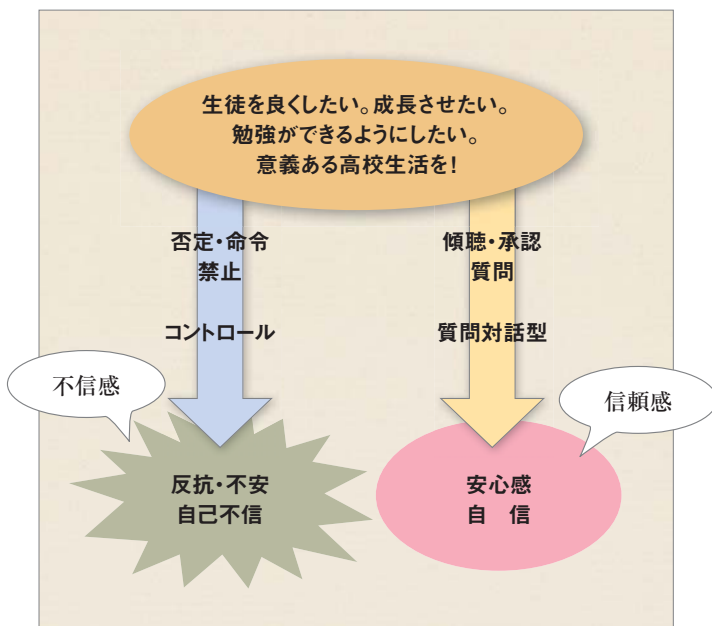 生徒を良くしたい。成長させたい。
勉強ができるようにしたい。
意義ある高校生活を!
否定・命令
禁止
コントロール
傾聴・承認
質問
質問対話型
不信感
信頼感
反抗・不安
自己不信
安心感
自　信